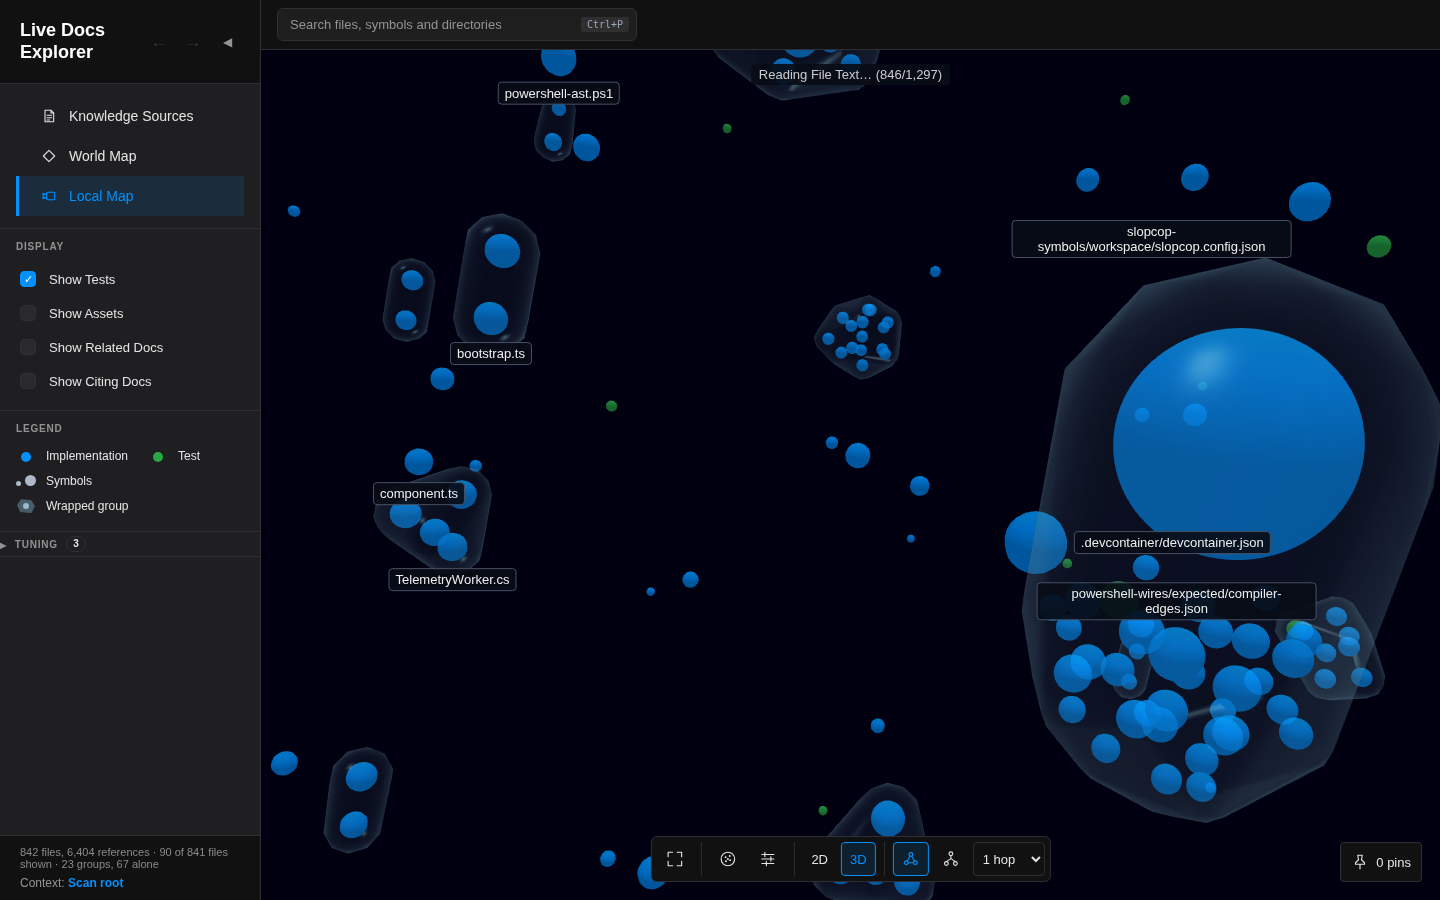 Live Docs
Explorer
Search files, symbols and directories
Ctrl+P
Knowledge Sources
World Map
Local Map
DISPLAY
✓ Show Tests
Show Assets
Show Related Docs
Show Citing Docs
LEGEND
Implementation
Test
Symbols
Wrapped group
TUNING 3
842 files, 6,404 references · 90 of 841 files
shown · 23 groups, 67 alone
Context: Scan root
Reading File Text… (846/1,297)
powershell-ast.ps1
slopcop-
symbols/workspace/slopcop.config.json
bootstrap.ts
component.ts
.devcontainer/devcontainer.json
TelemetryWorker.cs
powershell-wires/expected/compiler-
edges.json
2D
3D
1 hop
0 pins